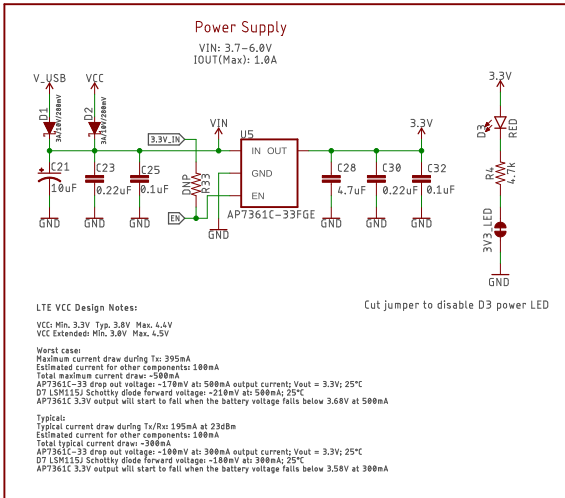 Power Supply
VIN: 3.7-6.0V
IOUT(Max): 1.0A
V_USB
VCC
VIN
3.3V
3.3V
D1
3A/10V/280mV
D2
3A/10V/280mV
3.3V_IN
U5
IN OUT
GND
EN
AP7361C-33FGE
C21
10uF
C23
0.22uF
C25
0.1uF
DNP
R33
EN
C28
4.7uF
C30
0.22uF
C32
0.1uF
D3
RED
R4
4.7k
3V3_LED
GND
GND
GND
GND
GND
GND
GND
GND
Cut jumper to disable D3 power LED
LTE VCC Design Notes:
VCC: Min. 3.3V Typ. 3.8V Max. 4.4V
VCC Extended: Min. 3.0V Max. 4.5V
Worst case:
Maximum current draw during Tx: 395mA
Estimated current for other components: 100mA
Total maximum current draw: ~500mA
AP7361C-33 drop out voltage: ~170mV at 500mA output current; Vout = 3.3V; 25°C
D7 LSM115J Schottky diode forward voltage: ~210mV at 500mA; 25°C
AP7361C 3.3V output will start to fall when the battery voltage falls below 3.68V at 500mA
Typical:
Typical current draw during Tx/Rx: 195mA at 23dBm
Estimated current for other components: 100mA
Total typical current draw: ~300mA
AP7361C-33 drop out voltage: ~100mV at 300mA output current; Vout = 3.3V; 25°C
D7 LSM115J Schottky diode forward voltage: ~180mV at 300mA; 25°C
AP7361C 3.3V output will start to fall when the battery voltage falls below 3.58V at 300mA